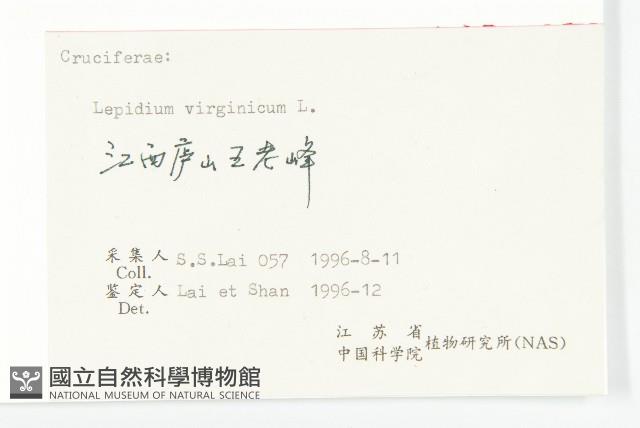 Cruciferae:
Lepidium virginicum L.
江西庐山王老峰
采集人 S.S.Lai 057 1996-8-11
Coll.
鉴定人 Lai et Shan 1996-12
Det.
江苏省
中国科学院 植物研究所(NAS)
國立自然科學博物館
NATIONAL MUSEUM OF NATURAL SCIENCE